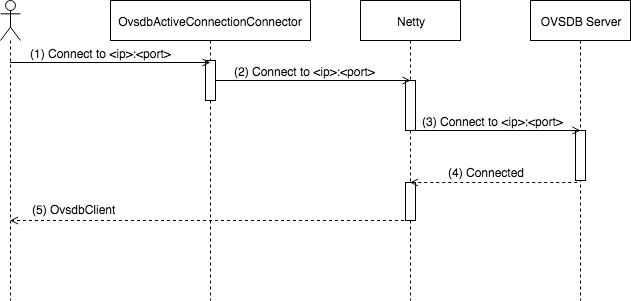 OvsdbActiveConnectionConnector
Netty
OVSDB Server
(1) Connect to <ip>:<port>
(2) Connect to <ip>:<port>
(3) Connect to <ip>:<port>
(4) Connected
(5) OvsdbClient